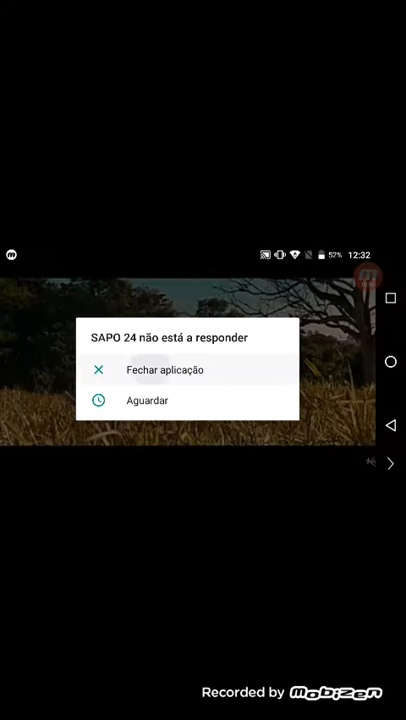 52% 12:32
SAPO 24 não está a responder
Fechar aplicação
Aguardar
Recorded by Mobizen